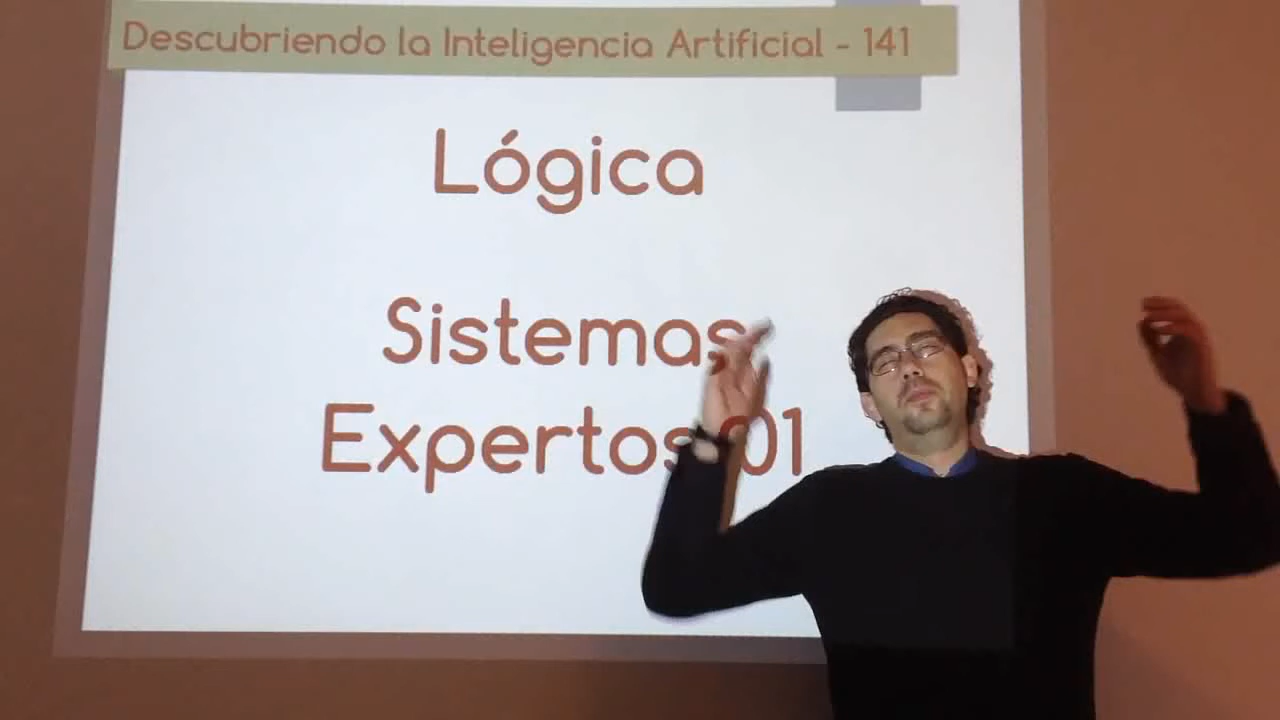 Descubriendo la Inteligencia Artificial - 141
Lógica
Sistemas
Expertos 01